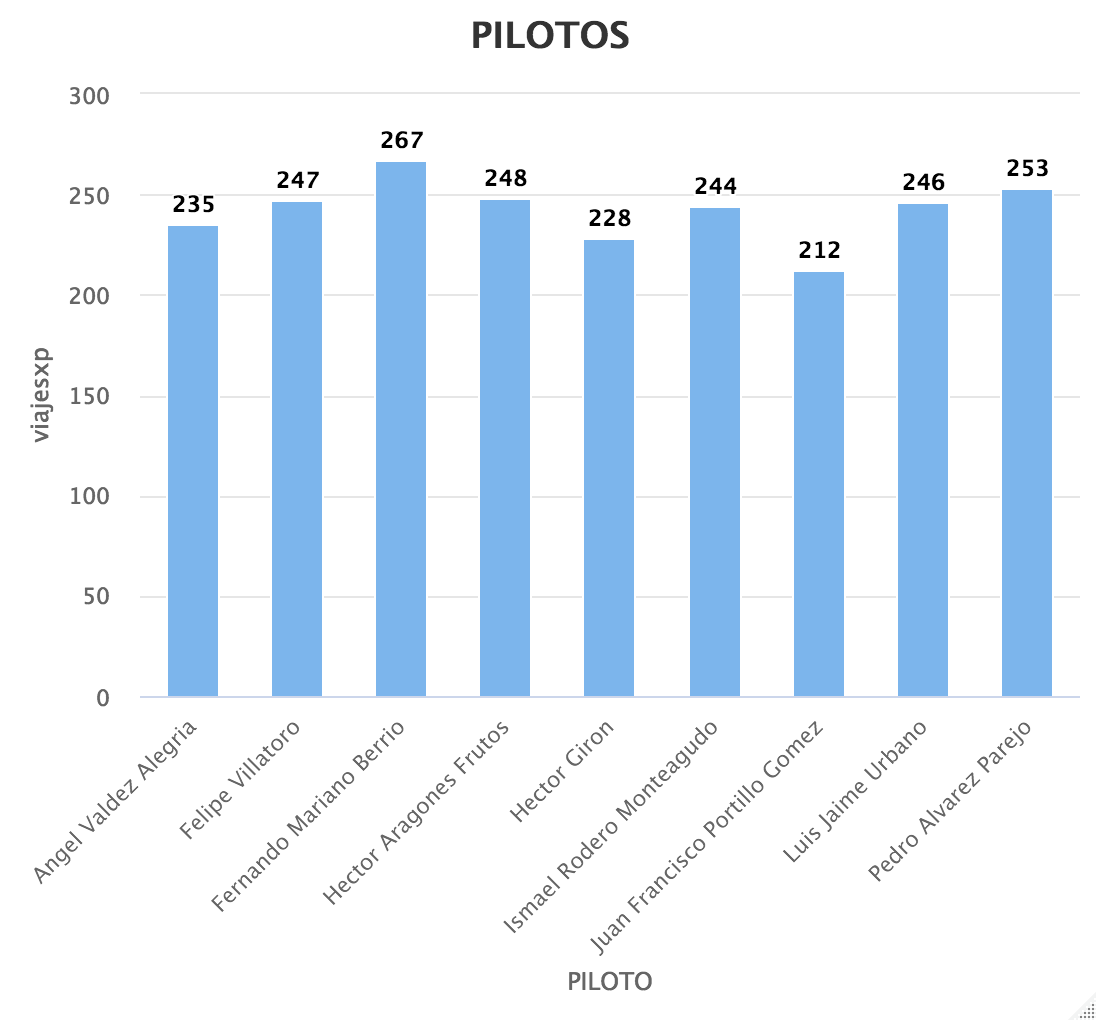 PILOTOS
300
250
200
150
100
50
0
viajesxp
235
247
267
248
228
244
212
246
253
Angel Valdez Alegria
Felipe Villatoro
Fernando Mariano Berrio
Hector Aragones Frutos
Hector Giron
Ismael Rodero Monteagudo
Juan Francisco Portillo Gomez
Luis Jaime Urbano
Pedro Alvarez Parejo
PILOTO